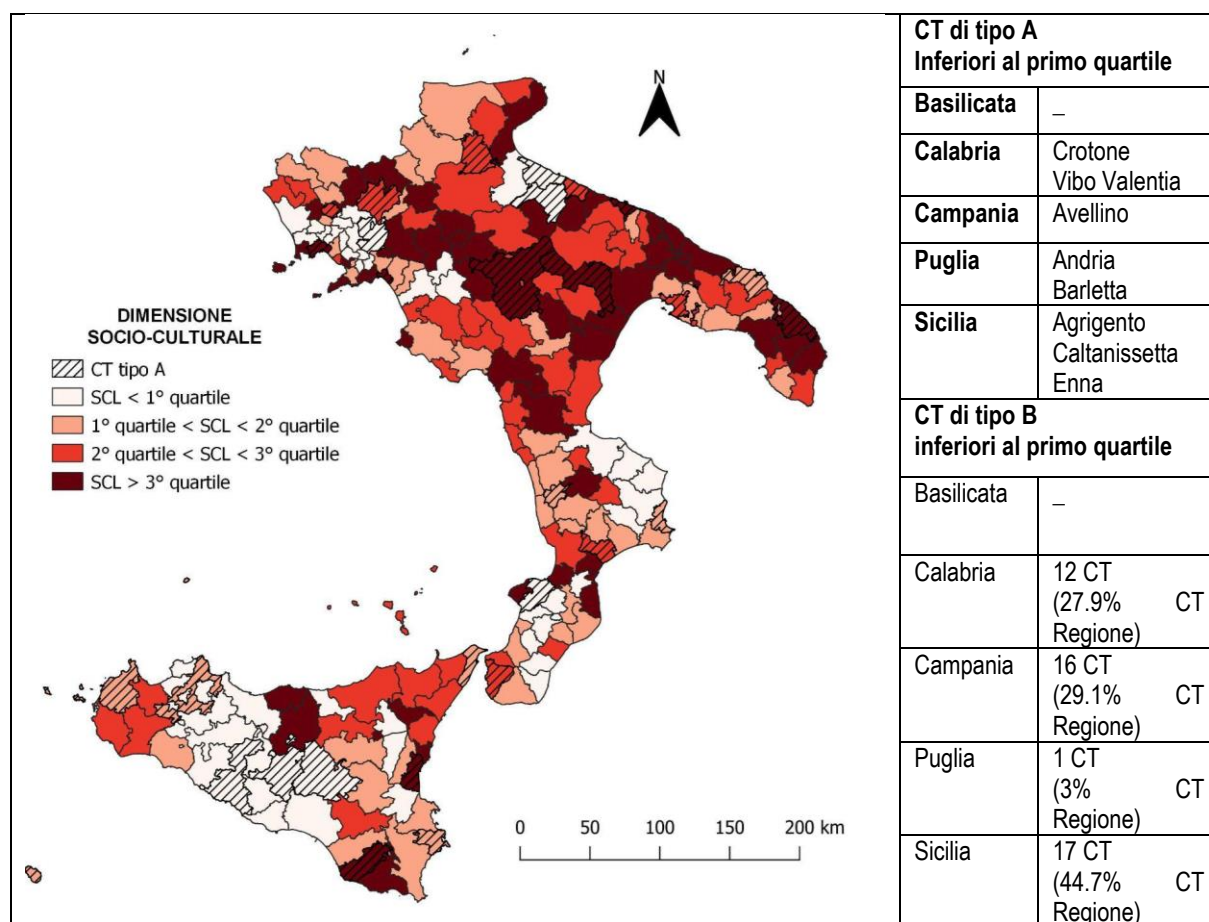 N
DIMENSIONE
SOCIO-CULTURALE
CT tipo A
SCL < 1° quartile
1° quartile < SCL < 2° quartile
2° quartile < SCL < 3° quartile
SCL > 3° quartile
0 50 100 150 200 km
CT di tipo A
Inferiori al primo quartile
Basilicata _
Calabria Crotone
Vibo Valentia
Campania Avellino
Puglia Andria
Barletta
Sicilia Agrigento
Caltanissetta
Enna
CT di tipo B
inferiori al primo quartile
Basilicata _
Calabria 12 CT
(27.9% CT
Regione)
Campania 16 CT
(29.1% CT
Regione)
Puglia 1 CT
(3% CT
Regione)
Sicilia 17 CT
(44.7% CT
Regione)